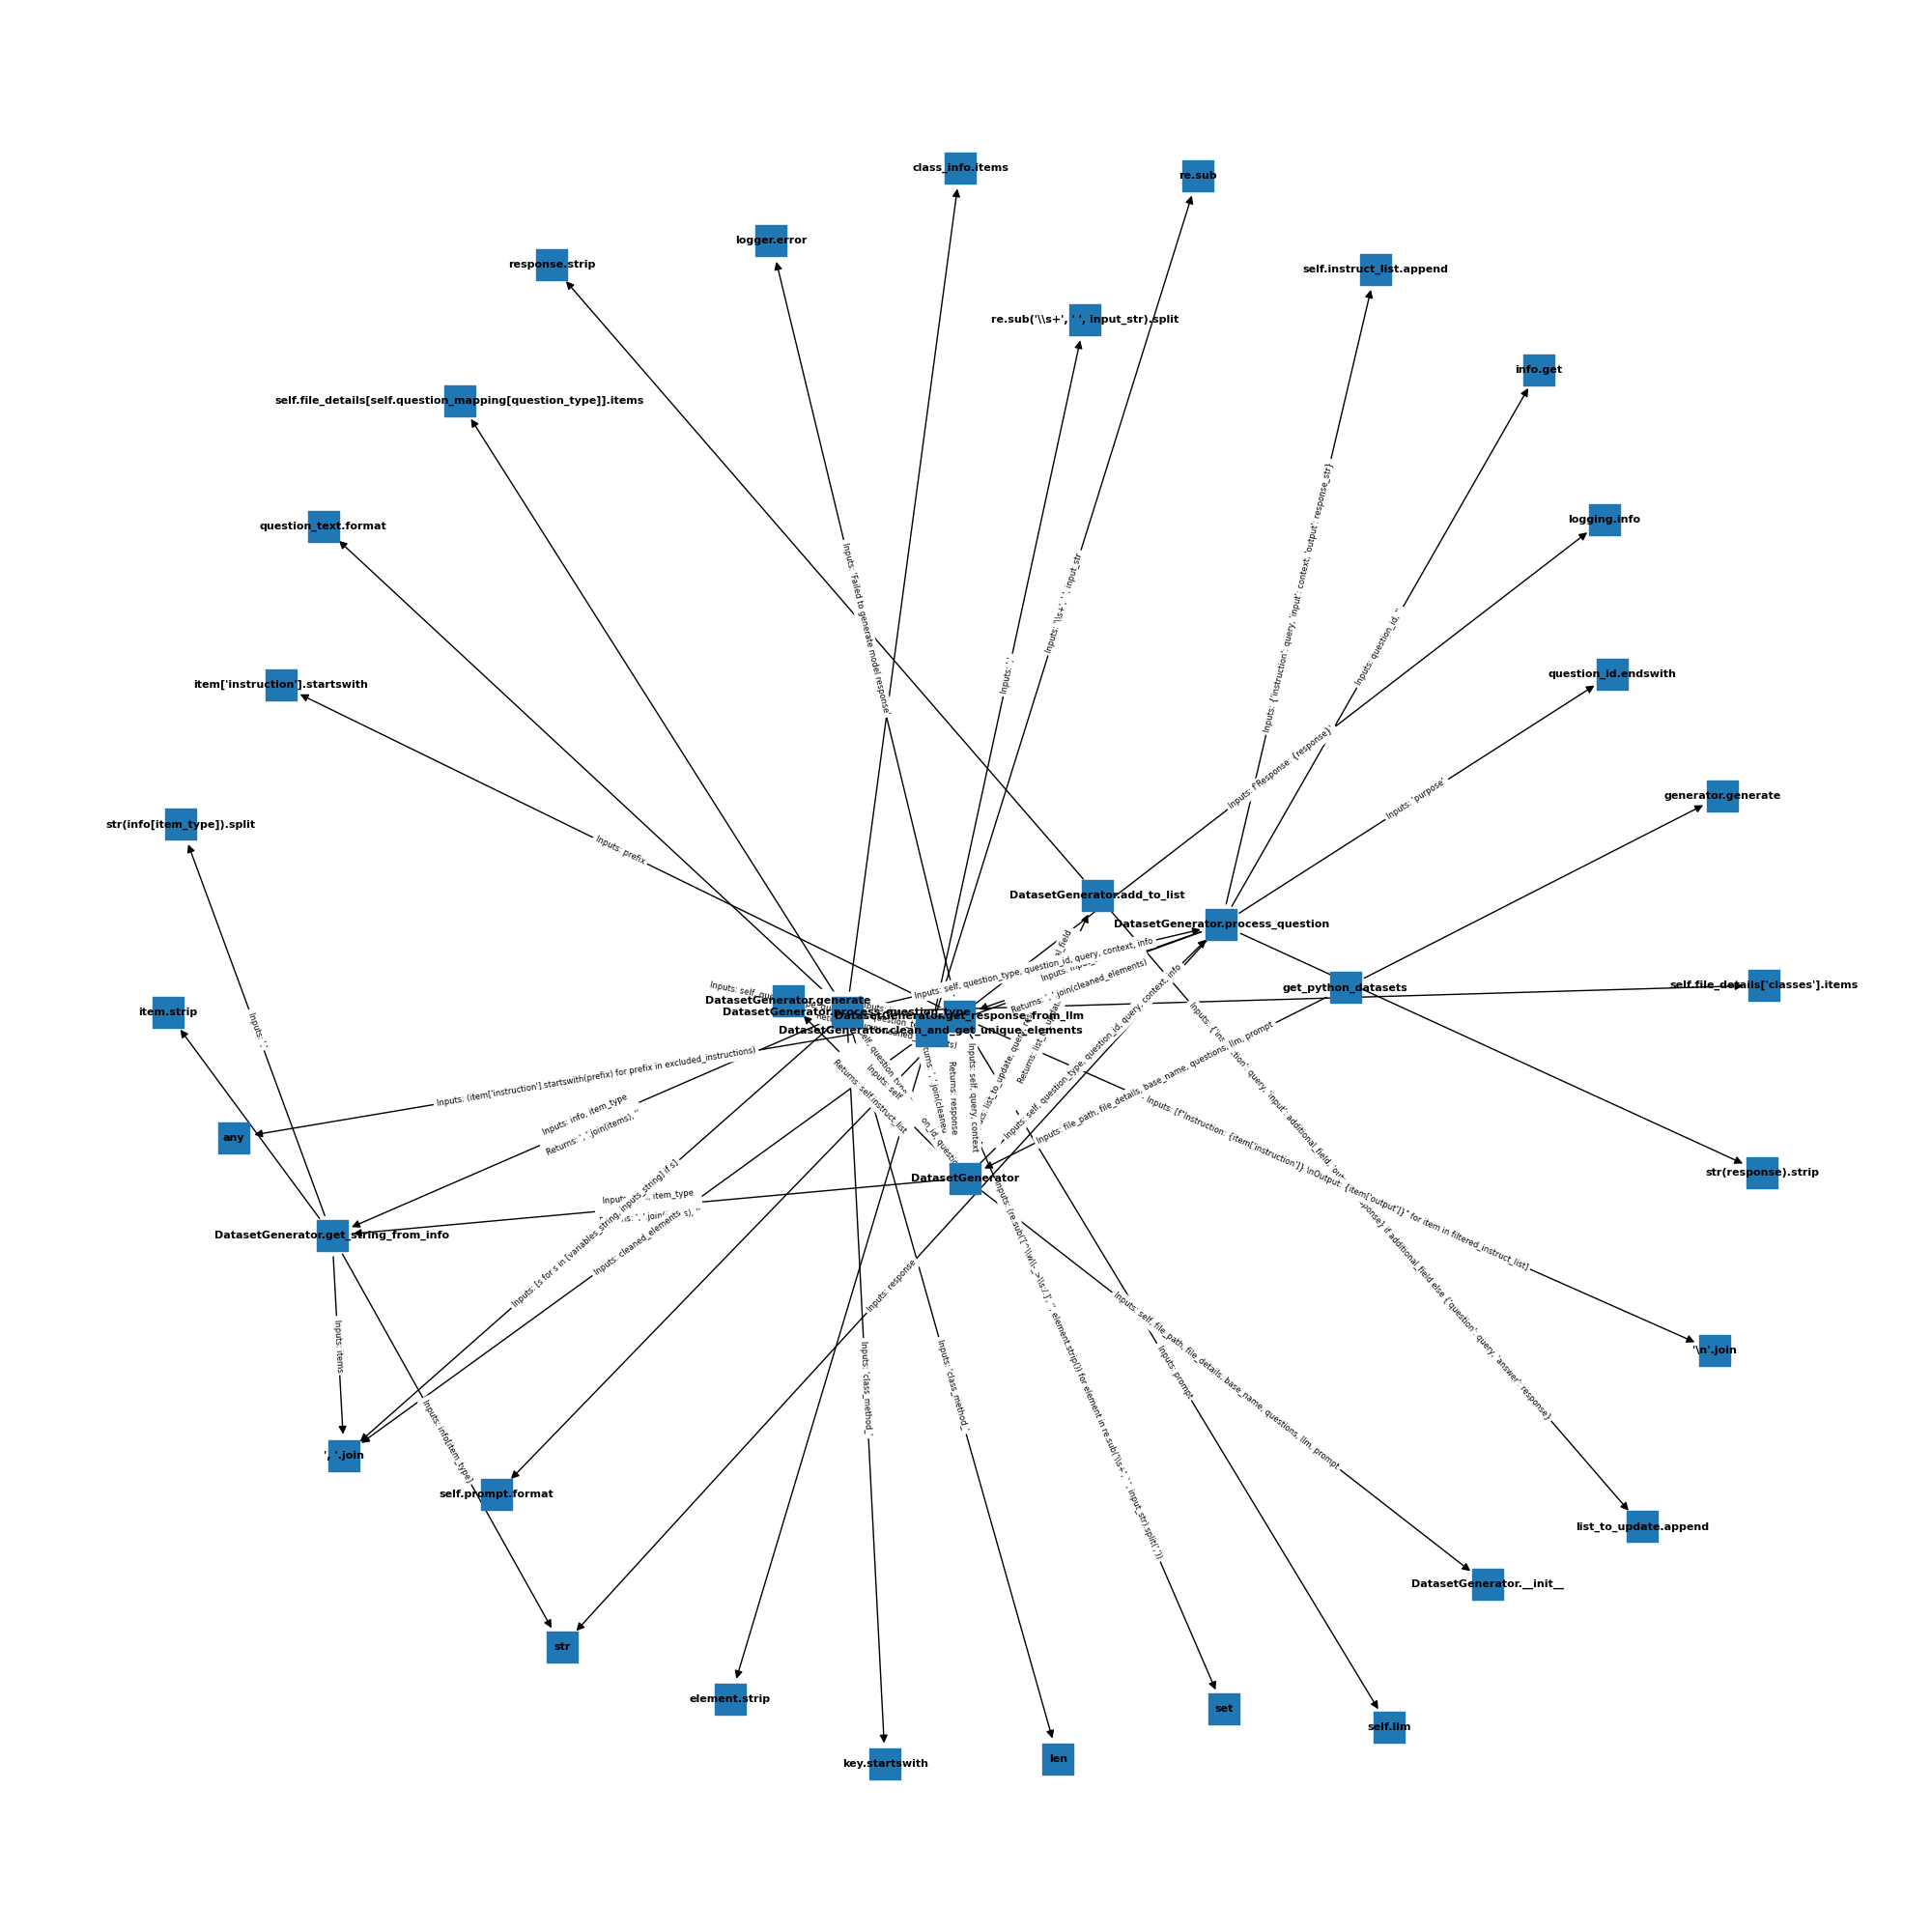 class_info.items
re.sub
logger.error
response.strip
self.instruct_list.append
re.sub('\\s+', ' ', input_str).split
info.get
self.file_details[self.question_mapping[question_type]].items
question_text.format
logging.info
Inputs: 'Failed to generate model response'
Inputs: '\\s+', ' ', input_str
Inputs: {'instruction': query, 'input': context, 'output': response_str}
Inputs: ','
Inputs: question_id, ''
item['instruction'].startswith
question_id.endswith
Inputs: f'Response: {response}'
Inputs: 'purpose'
generator.generate
str(info[item_type]).split
Inputs: prefix
DatasetGenerator.add_to_list
DatasetGenerator.process_question
Inputs: self, question_type, question_id, query, context, info
Returns: ', '.join(cleaned_elements)
get_python_datasets
self.file_details['classes'].items
DatasetGenerator.generate
DatasetGenerator.process_question_type
DatasetGenerator.get_response_from_llm
DatasetGenerator.clean_and_get_unique_elements
item.strip
Inputs: ','
Inputs: (item['instruction'].startswith(prefix) for prefix in excluded_instructions)
Inputs: self, question_type, question_id, query, context, info
Inputs: file_path, file_details, base_name, questions, llm, prompt
Returns: self.instruct_list
Returns: response
Inputs: self, query, context
Inputs: info, item_type
Returns: ', '.join(items), ''
any
Inputs: [f"Instruction: {item['instruction']} \nOutput: {item['output']}" for item in filtered_instruct_list]
Inputs: {'instruction': query, 'input': additional_field, 'output': response} if additional_field else {'question': query, 'answer': response}
DatasetGenerator
str(response).strip
item_type
DatasetGenerator.get_string_from_info
Inputs: [s for s in [variables_string, inputs_string] if s]
Inputs: cleaned_elements
Inputs: response
Inputs: (re.sub('[^\\w\\-_>\\s:/.]', '', element.strip()) for element in re.sub('\\s+', ' ', input_str).split(','))
Inputs: self, file_path, file_details, base_name, questions, llm, prompt
Inputs: items
Inputs: 'class_method_'
Inputs: 'class_method_'
Inputs: prompt
'\n'.join
Inputs: info[item_type]
', '.join
self.prompt.format
list_to_update.append
DatasetGenerator.__init__
str
element.strip
set
self.llm
key.startswith
len